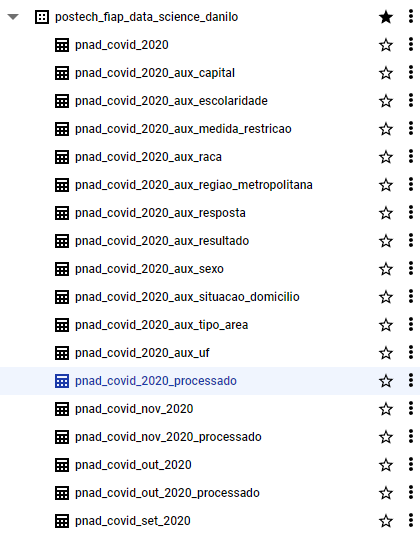 postech_fiap_data_science_danilo
pnad_covid_2020
pnad_covid_2020_aux_capital
pnad_covid_2020_aux_escolaridade
pnad_covid_2020_aux_medida_restricao
pnad_covid_2020_aux_raca
pnad_covid_2020_aux_regiao_metropolitana
pnad_covid_2020_aux_resposta
pnad_covid_2020_aux_resultado
pnad_covid_2020_aux_sexo
pnad_covid_2020_aux_situacao_domicilio
pnad_covid_2020_aux_tipo_area
pnad_covid_2020_aux_uf
pnad_covid_2020_processado
pnad_covid_nov_2020
pnad_covid_nov_2020_processado
pnad_covid_out_2020
pnad_covid_out_2020_processado
pnad_covid_set_2020